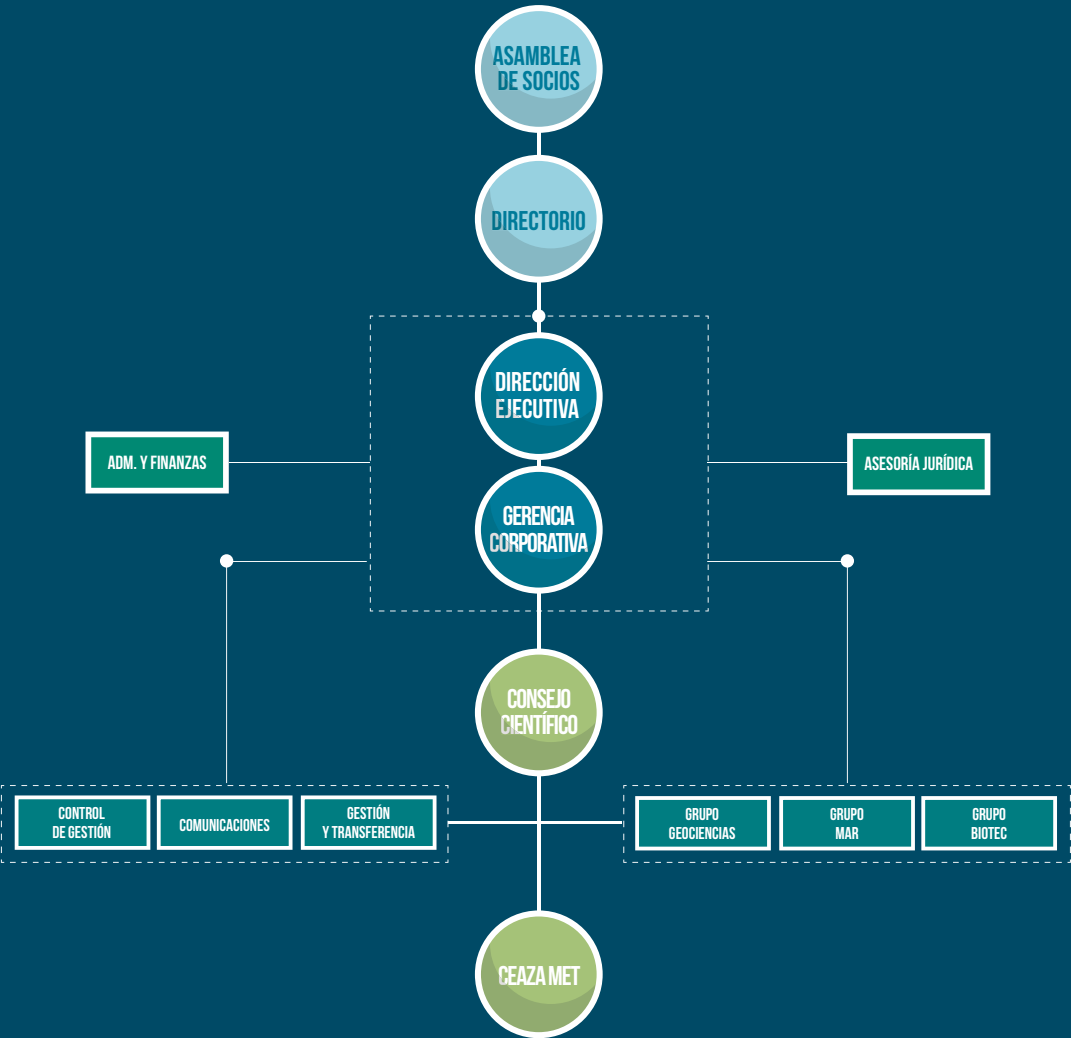 ASAMBLEA
DE SOCIOS
DIRECTORIO
DIRECCIÓN
EJECUTIVA
ADM. Y FINANZAS
ASESORÍA JURÍDICA
GERENCIA
CORPORATIVA
CONSEJO
CIENTÍFICO
CONTROL
DE GESTIÓN
COMUNICACIONES
GESTIÓN
Y TRANSFERENCIA
GRUPO
GEOCIENCIAS
GRUPO
MAR
GRUPO
BIOTEC
CEAZA MET